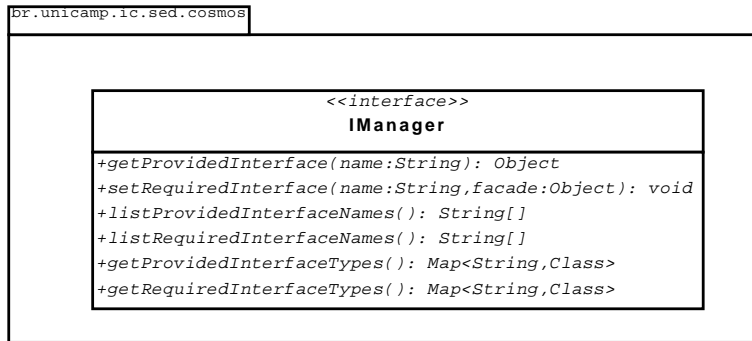 br.unicamp.ic.sed.cosmos
<<interface>>
IManager
+getProvidedInterface(name:String): Object
+setRequiredInterface(name:String,facade:Object): void
+listProvidedInterfaceNames(): String[]
+listRequiredInterfaceNames(): String[]
+getProvidedInterfaceTypes(): Map<String,Class>
+getRequiredInterfaceTypes(): Map<String,Class>